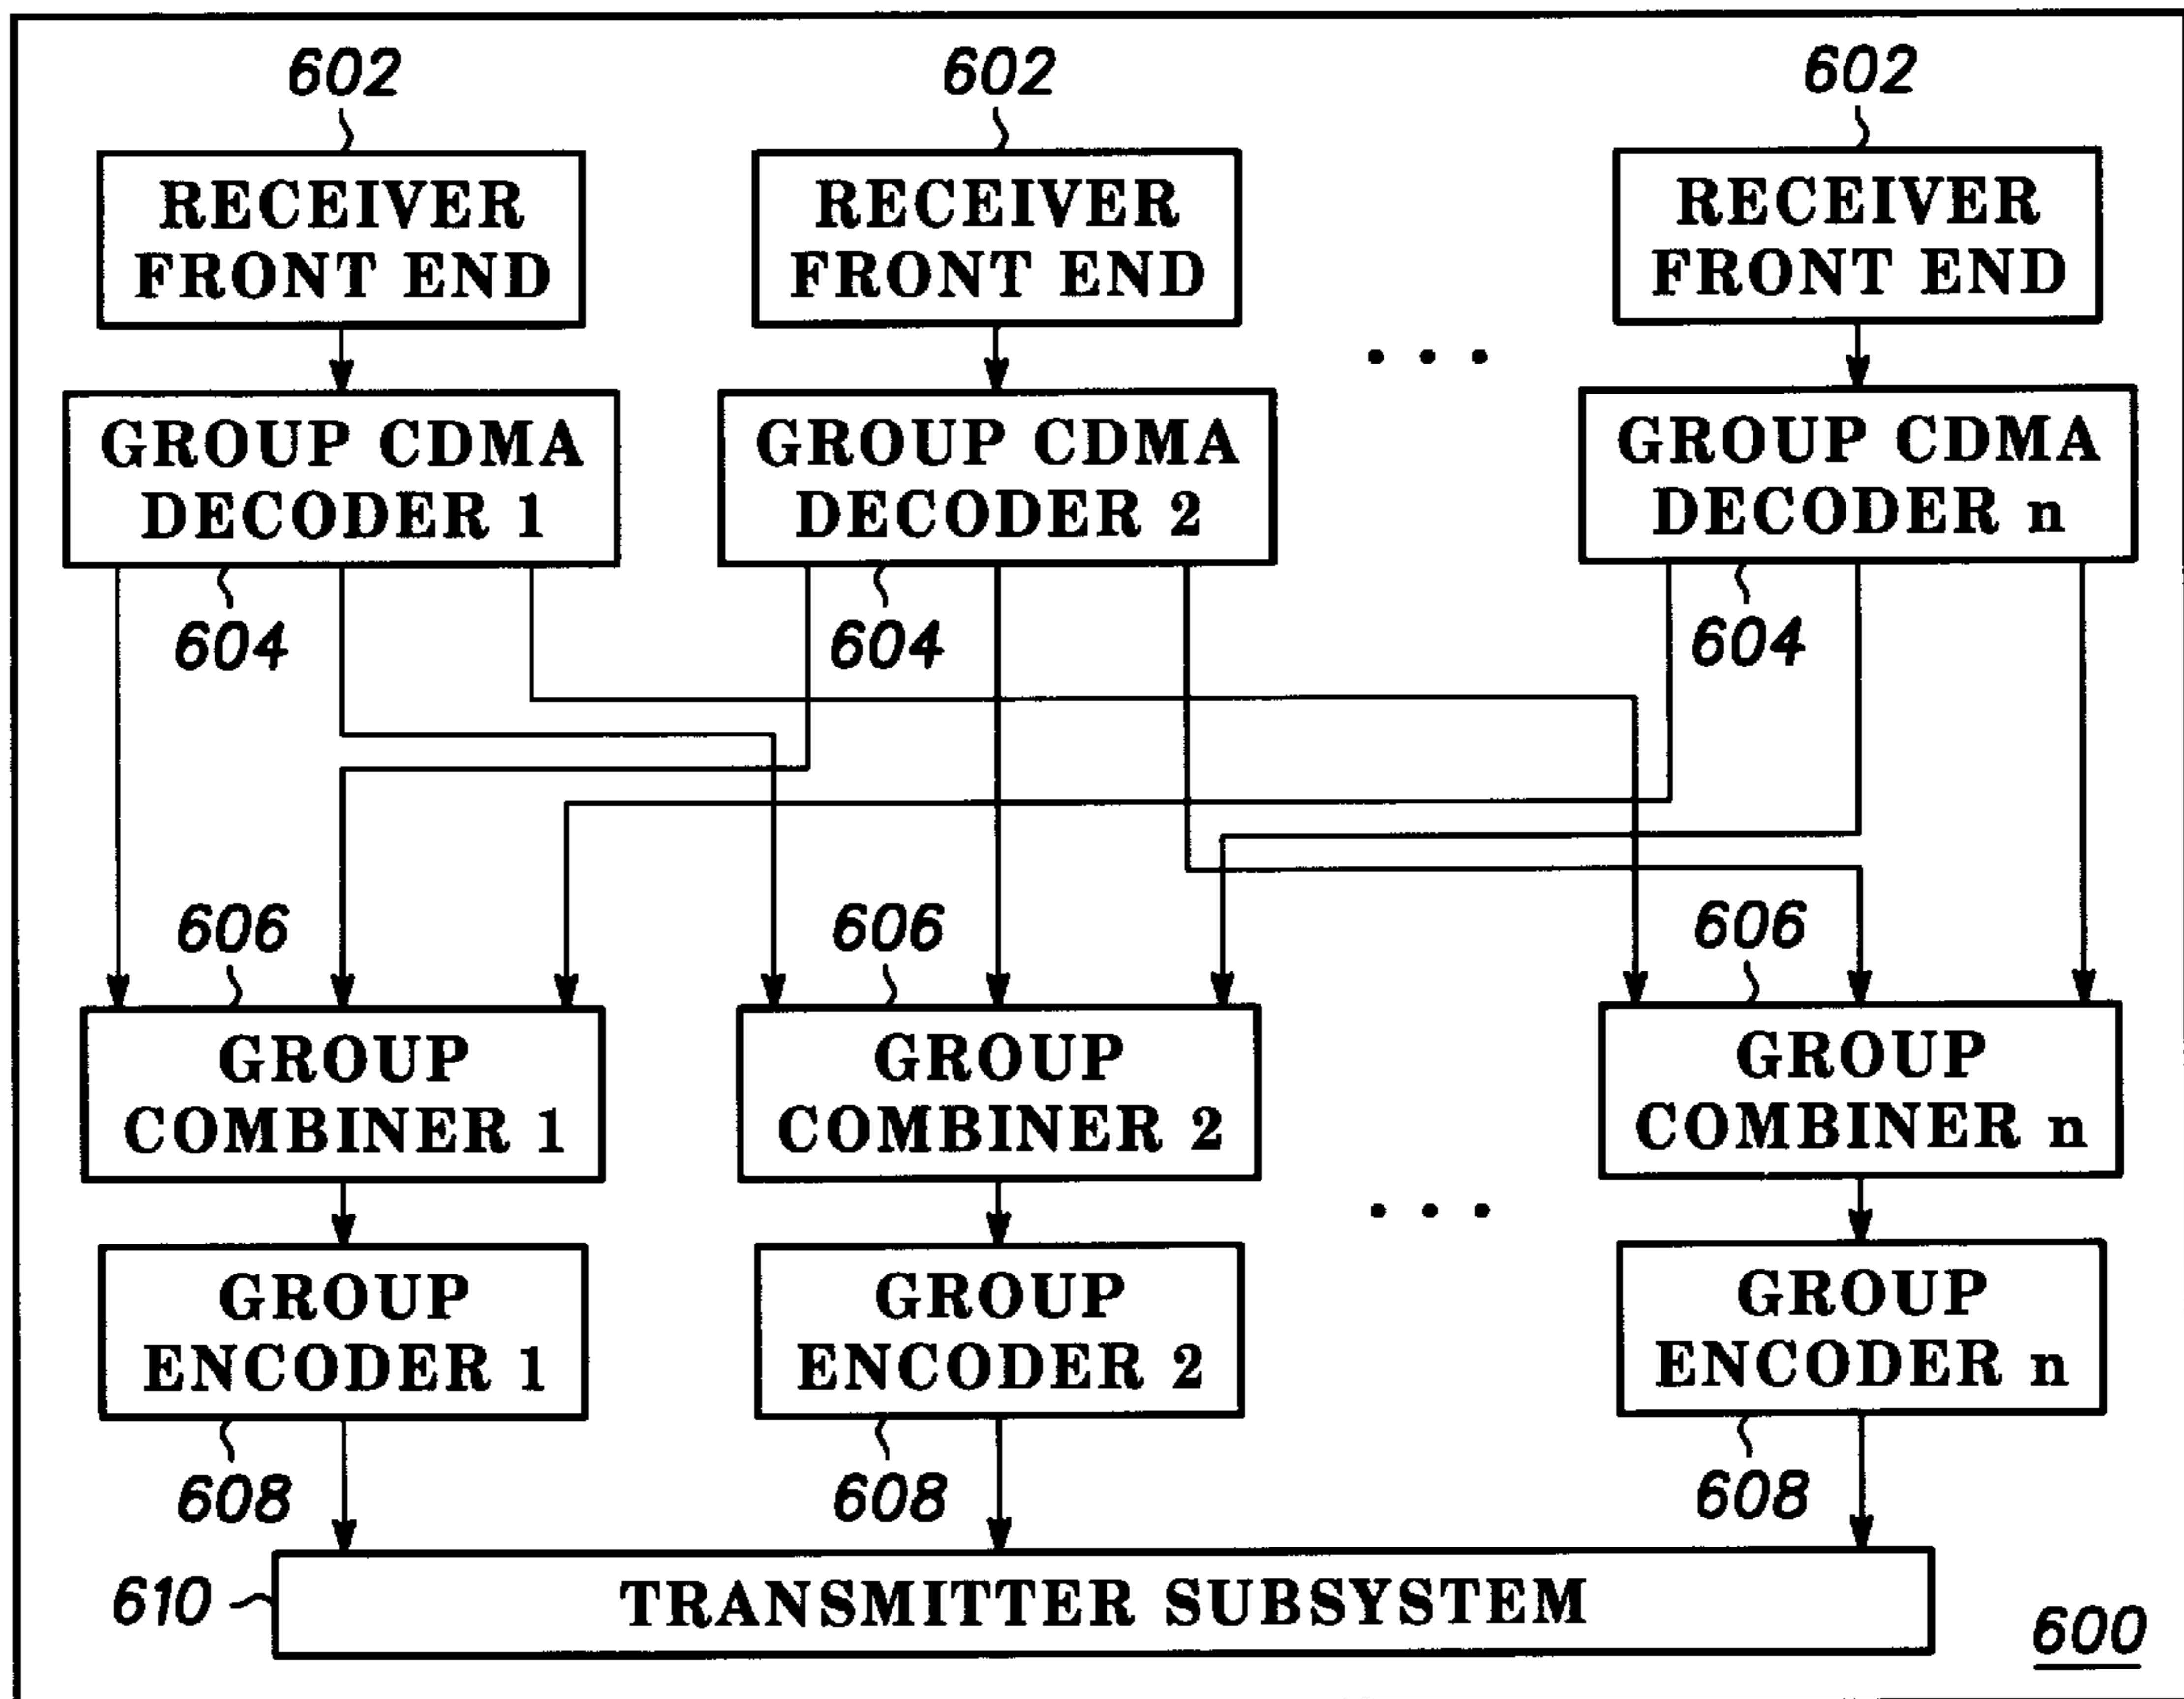 602
602
602
RECEIVER
FRONT END
RECEIVER
FRONT END
RECEIVER
FRONT END
• • •
GROUP CDMA
DECODER 1
GROUP CDMA
DECODER 2
GROUP CDMA
DECODER n
604
604
604
606
606
606
GROUP
COMBINER 1
GROUP
COMBINER 2
GROUP
COMBINER n
• • •
GROUP
ENCODER 1
GROUP
ENCODER 2
GROUP
ENCODER n
608
608
608
610
TRANSMITTER SUBSYSTEM
600